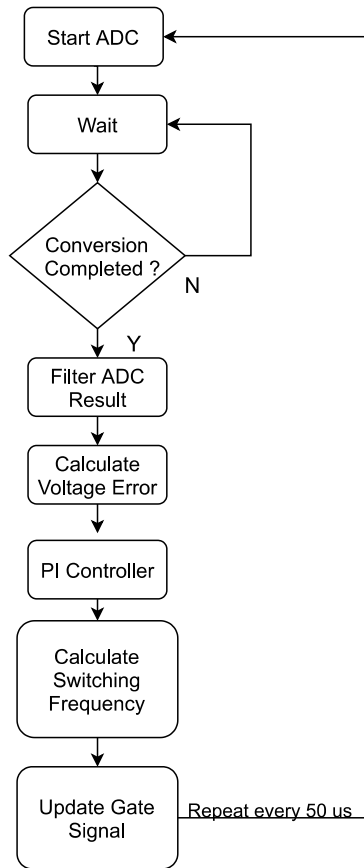 Start ADC
Wait
Conversion
Completed ?
N
Y
Filter ADC
Result
Calculate
Voltage Error
PI Controller
Calculate
Switching
Frequency
Update Gate
Signal
Repeat every 50 us